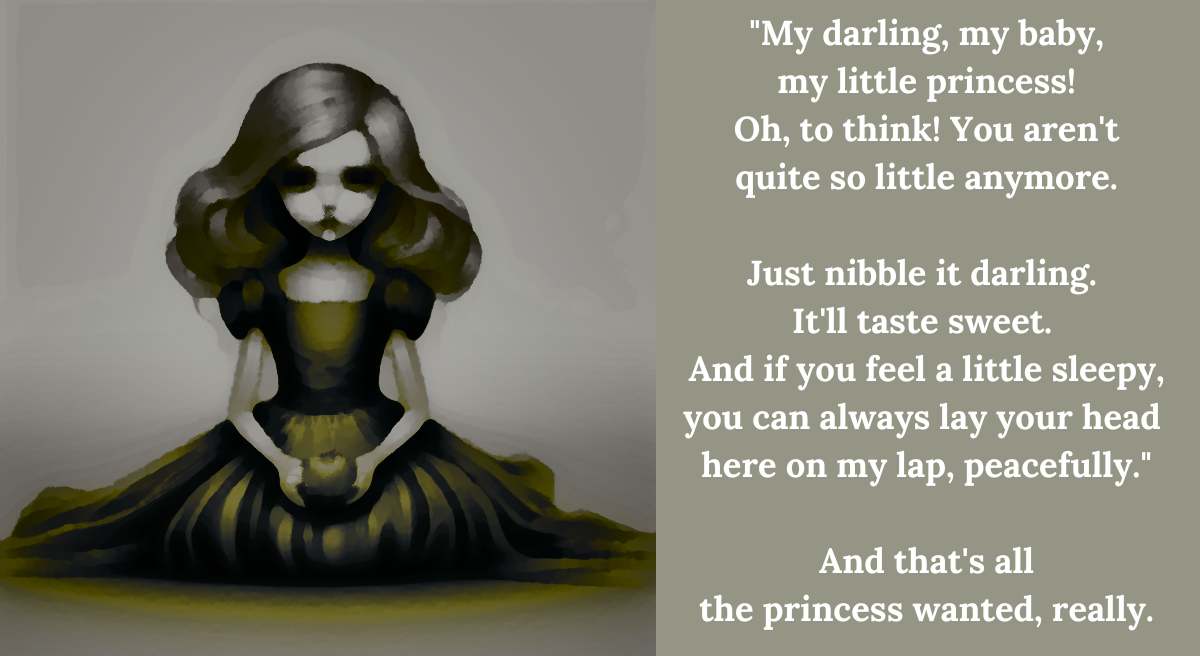 "My darling, my baby,
my little princess!
Oh, to think! You aren't
quite so little anymore.
Just nibble it darling.
It'll taste sweet.
And if you feel a little sleepy,
you can always lay your head
here on my lap, peacefully."
And that's all
the princess wanted, really.